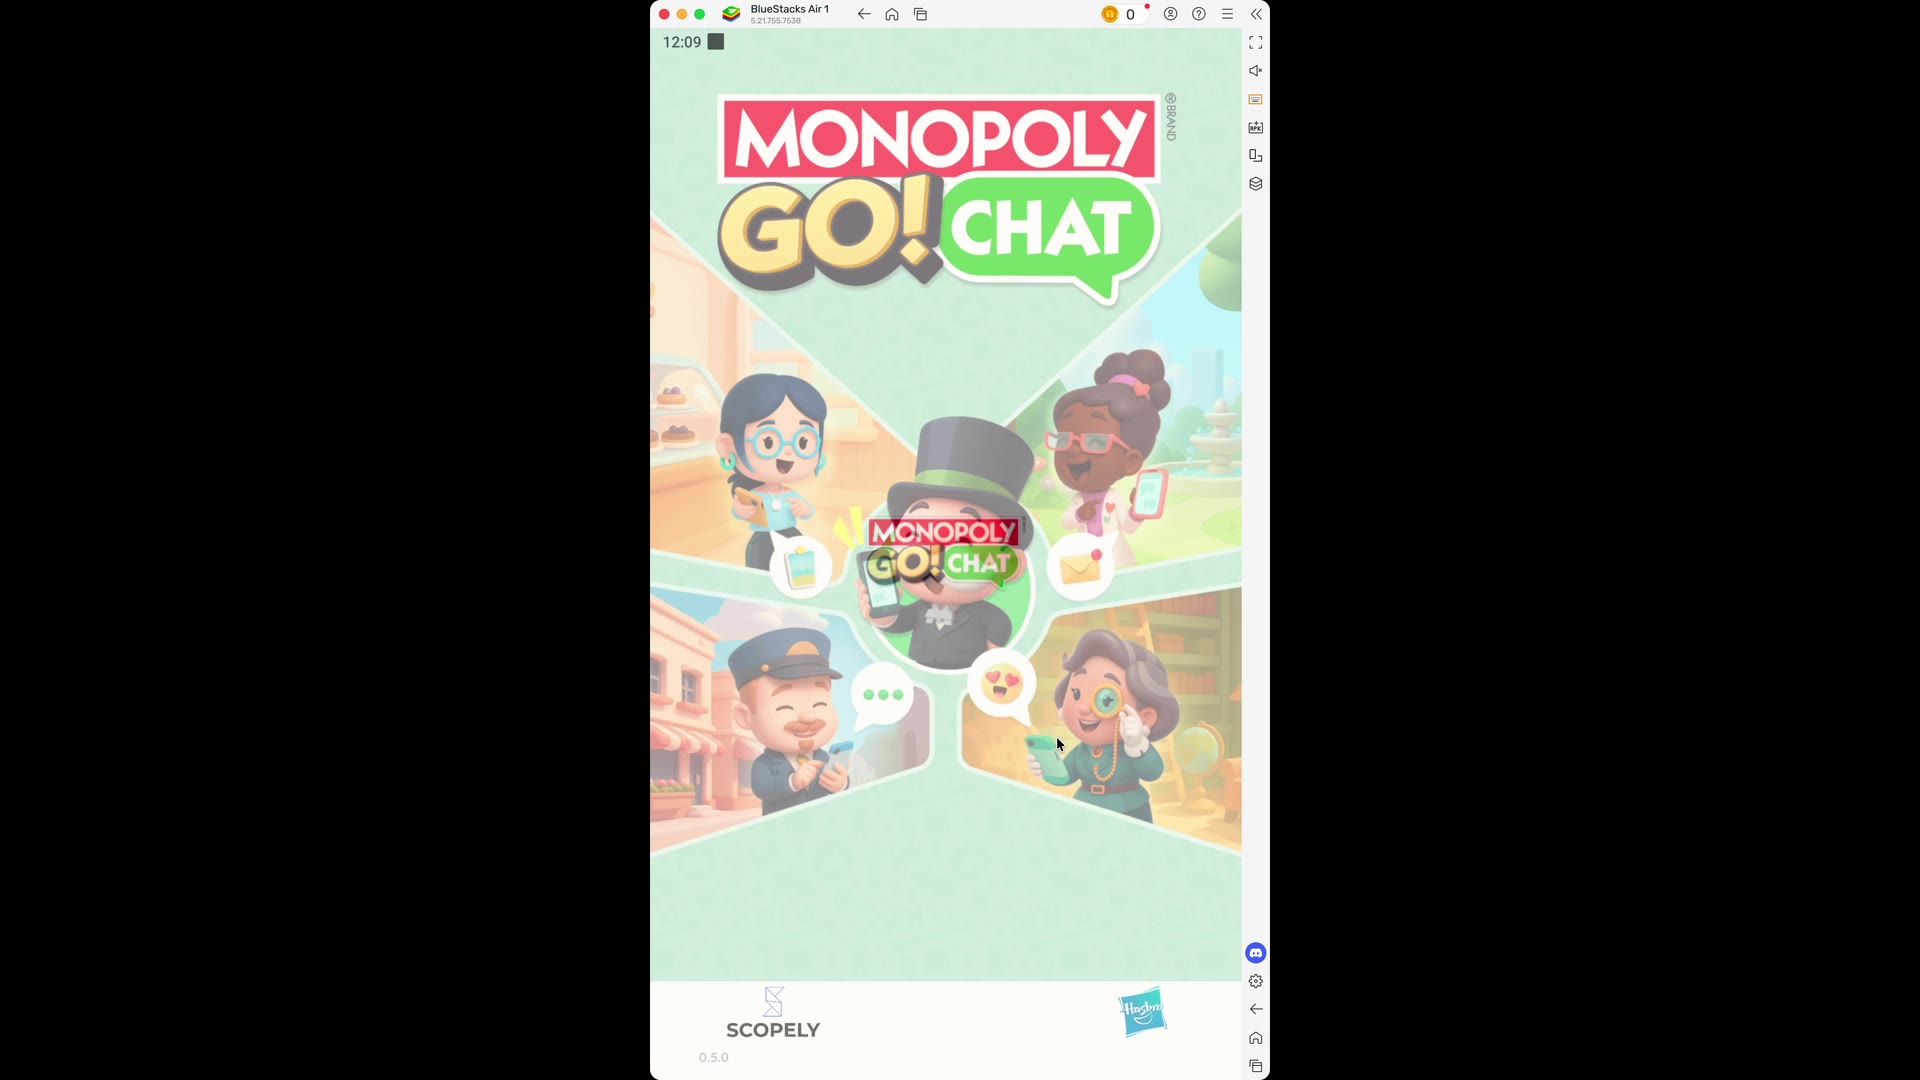 BlueStacks Air 1
5.21.755.7538
0
12:09
MONOPOLY
®BRAND
GO! CHAT
MONOPOLY
GO! CHAT
SCOPELY
Hasbro
0.5.0